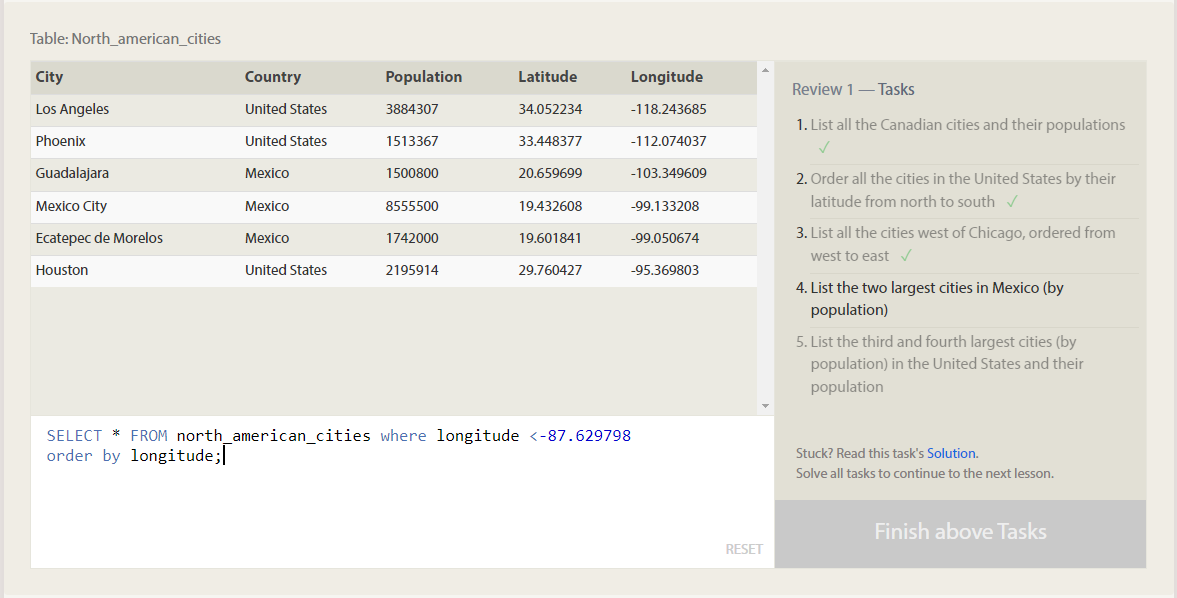 Table: North_american_cities
City Country Population Latitude Longitude
Los Angeles United States 3884307 34.052234 -118.243685
Phoenix United States 1513367 33.448377 -112.074037
Guadalajara Mexico 1500800 20.659699 -103.349609
Mexico City Mexico 8555500 19.432608 -99.133208
Ecatepec de Morelos Mexico 1742000 19.601841 -99.050674
Houston United States 2195914 29.760427 -95.369803
SELECT * FROM north_american_cities where longitude <-87.629798
order by longitude;
RESET
Review 1 — Tasks
1. List all the Canadian cities and their populations
✓
2. Order all the cities in the United States by their
latitude from north to south ✓
3. List all the cities west of Chicago, ordered from
west to east ✓
4. List the two largest cities in Mexico (by
population)
5. List the third and fourth largest cities (by
population) in the United States and their
population
Stuck? Read this task's Solution.
Solve all tasks to continue to the next lesson.
Finish above Tasks